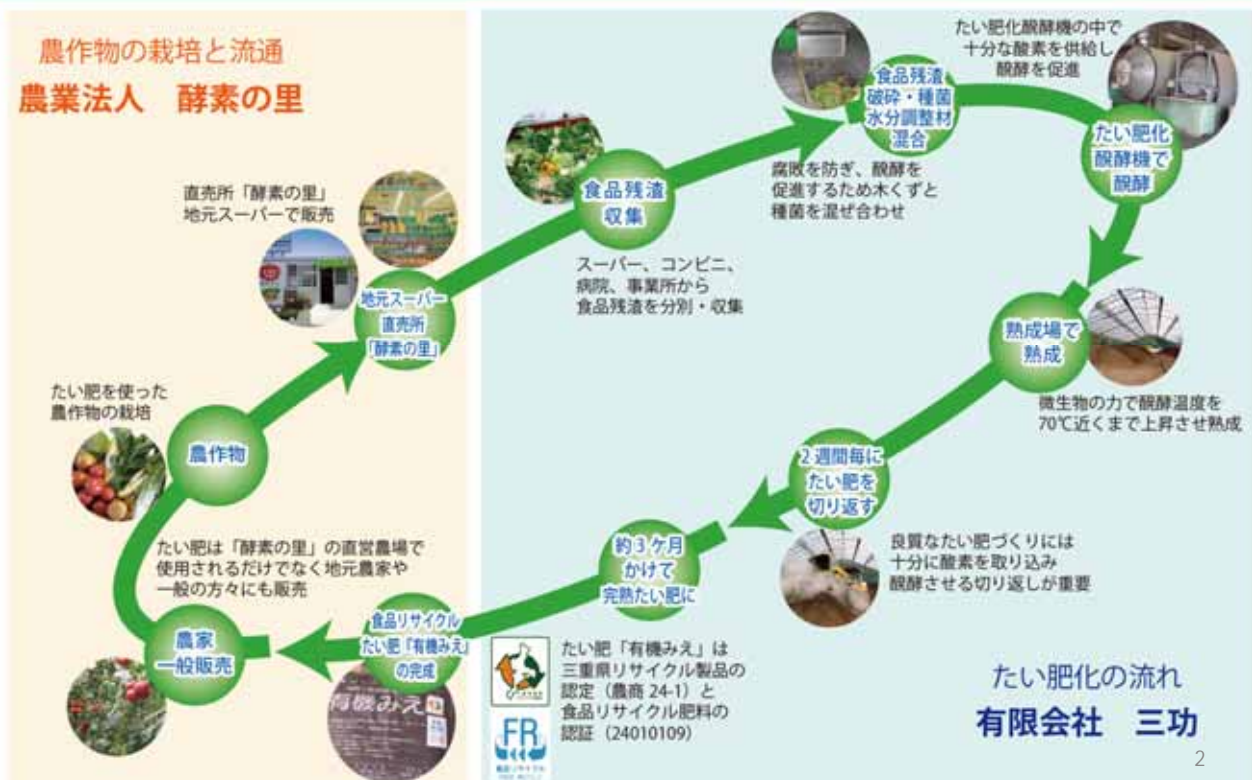 農作物の栽培と流通
農業法人 酵素の里
直売所「酵素の里」
地元スーパーで販売
地元スーパー
直売所
「酵素の里」
たい肥を使った
農作物の栽培
農作物
たい肥は「酵素の里」の直営農場で
使用されるだけでなく地元農家や
一般の方々にも販売
農家
一般販売
食品リサイクル
たい肥「有機みえ」
の完成
有機みえ
食品残渣
収集
スーパー、コンビニ、
病院、事業所から
食品残渣を分別・収集
食品残渣
破砕・種菌
水分調整材
混合
腐敗を防ぎ、醗酵を
促進するため木くずと
種菌を混ぜ合わせ
たい肥化醗酵機の中で
十分な酸素を供給し
醗酵を促進
たい肥化
醗酵機で
醗酵
熟成場で
熟成
微生物の力で醗酵温度を
70℃近くまで上昇させ熟成
2週間毎に
たい肥を
切り返す
良質なたい肥づくりには
十分に酸素を取り込み
醗酵させる切り返しが重要
約3ケ月
かけて
完熟たい肥に
たい肥「有機みえ」は
三重県リサイクル製品の
認定（農商 24-1）と
食品リサイクル肥料の
認証（24010109）
FR
食品リサイクル
たい肥化の流れ
有限会社 三功
2